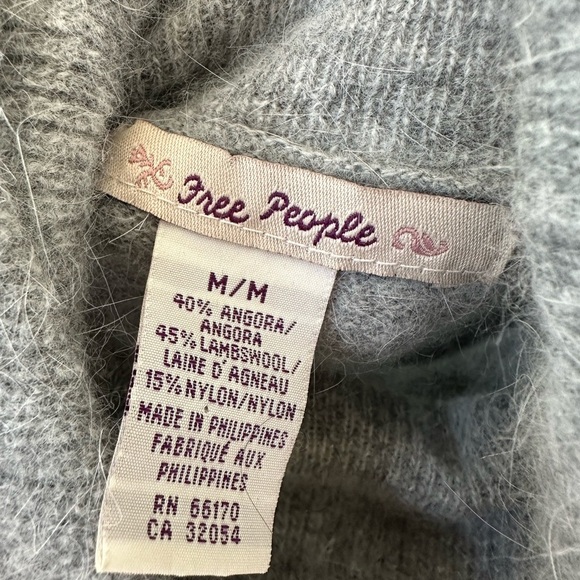 Free People
M/M
40% ANGORA/
ANGORA
45% LAMBSWOOL/
LAINE D'AGNEAU
15% NYLON/NYLON
MADE IN PHILIPPINES
FABRIQUÉ AUX
PHILIPPINES
RN 66170
CA 32054